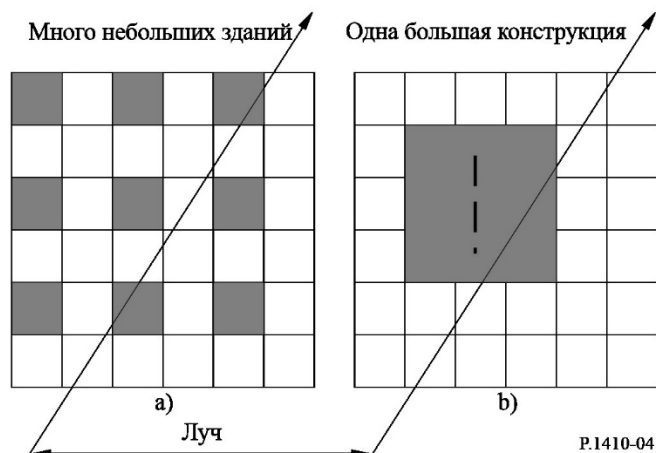 Много небольших зданий
Одна большая конструкция
a)
b)
Луч
P.1410-04